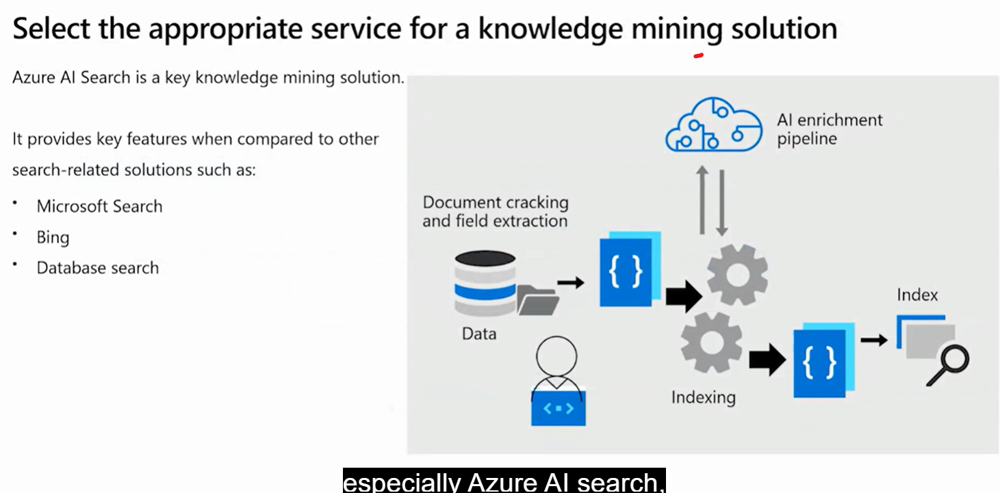 Select the appropriate service for a knowledge mining solution
Azure AI Search is a key knowledge mining solution.
It provides key features when compared to other
search-related solutions such as:
• Microsoft Search
• Bing
• Database search
AI enrichment
pipeline
Document cracking
and field extraction
{ }
Data
Index
{ }
< >
Indexing
especially Azure AI search,